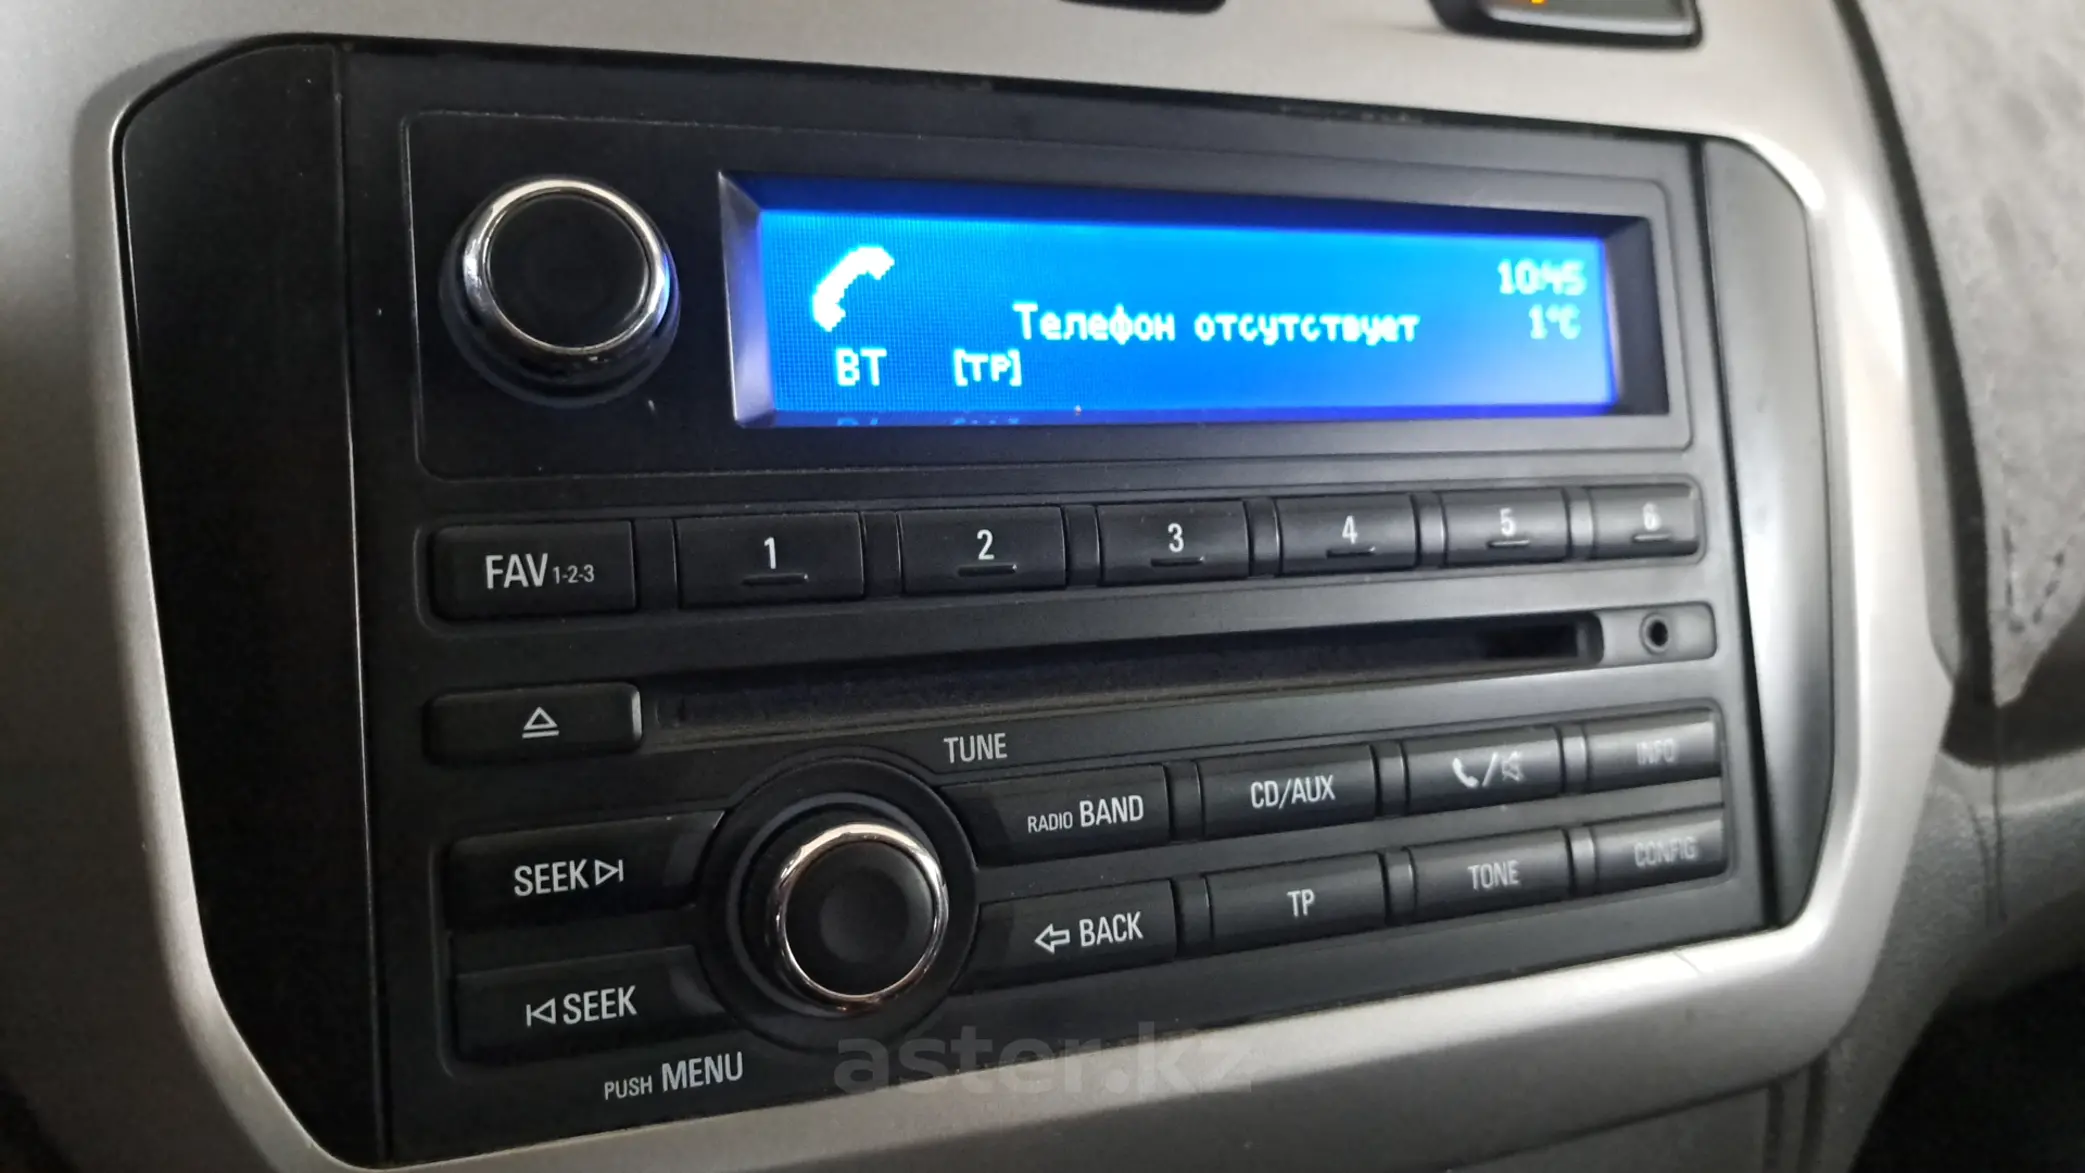 10:45
Телефон отсутствует 1°C
BT [TP]
FAV 1-2-3 1 2 3 4 5 6
TUNE
RADIO BAND CD/AUX INFO
SEEK
BACK TP TONE CONFIG
SEEK
PUSH MENU
aster.kz